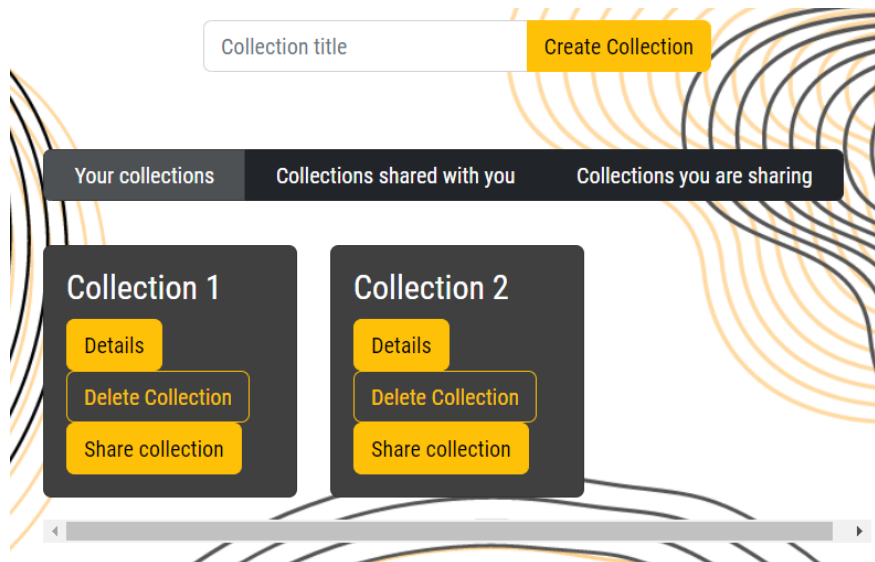 Collection title
Create Collection
Your collections
Collections shared with you
Collections you are sharing
Collection 1
Details
Delete Collection
Share collection
Collection 2
Details
Delete Collection
Share collection